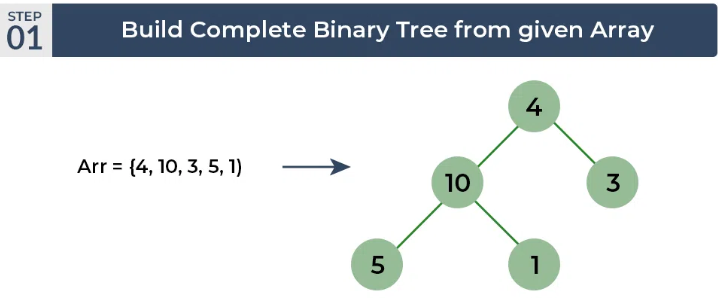 STEP
01
Build Complete Binary Tree from given Array
4
Arr = {4, 10, 3, 5, 1)
10
3
5
1